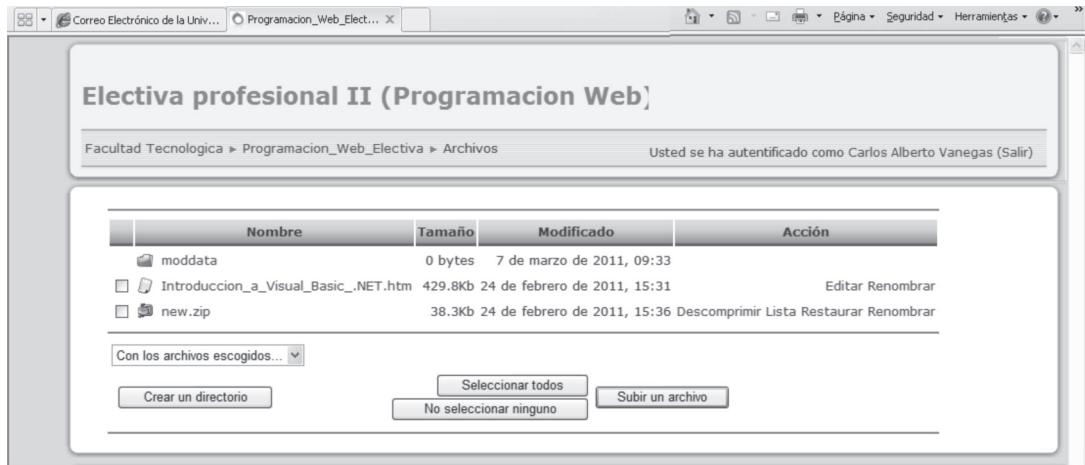 Correo Electrónico de la Univ... Programacion_Web_Elect... X Página Seguridad Herramientas
Electiva profesional II (Programacion Web)
Facultad Tecnologica ► Programacion_Web_Electiva ► Archivos Usted se ha autentificado como Carlos Alberto Vanegas (Salir)
Nombre Tamaño Modificado Acción
moddata 0 bytes 7 de marzo de 2011, 09:33
Introduccion_a_Visual_Basic_.NET.htm 429.8Kb 24 de febrero de 2011, 15:31 Editar Renombrar
new.zip 38.3Kb 24 de febrero de 2011, 15:36 Descomprimir Lista Restaurar Renombrar
Con los archivos escogidos...
Crear un directorio
Seleccionar todos
No seleccionar ninguno
Subir un archivo